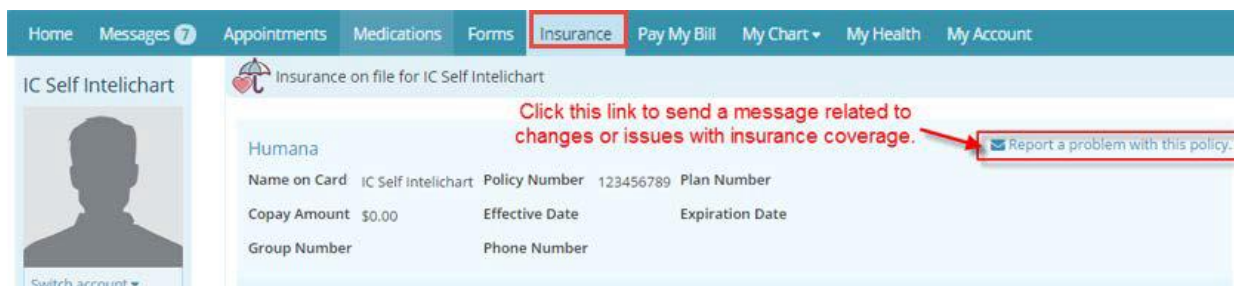 Home Messages 7 Appointments Medications Forms Insurance Pay My Bill My Chart My Health My Account
IC Self Intelichart
Insurance on file for IC Self Intelichart
Click this link to send a message related to
changes or issues with insurance coverage.
Report a problem with this policy.
Humana
Name on Card IC Self Intelichart Policy Number 123456789 Plan Number
Copay Amount $0.00 Effective Date Expiration Date
Group Number Phone Number
Switch account